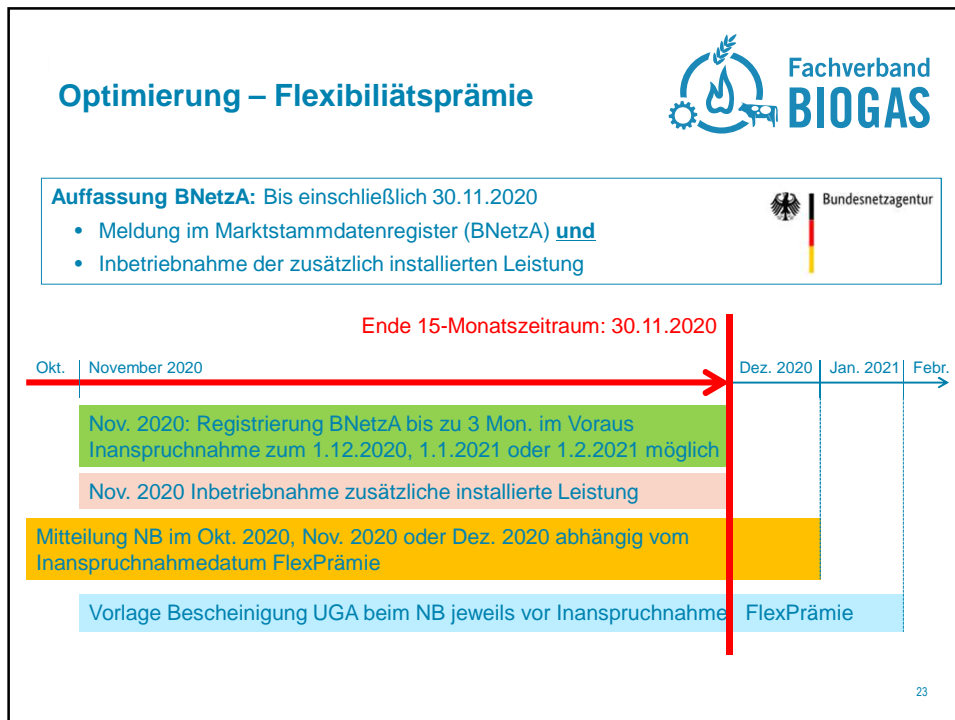 Optimierung – Flexibiliätsprämie
Fachverband
BIOGAS
Auffassung BNetzA: Bis einschließlich 30.11.2020
• Meldung im Marktstammdatenregister (BNetzA) und
• Inbetriebnahme der zusätzlich installierten Leistung
Bundesnetzagentur
Ende 15-Monatszeitraum: 30.11.2020
Okt. November 2020 Dez. 2020 Jan. 2021 Febr.
Nov. 2020: Registrierung BNetzA bis zu 3 Mon. im Voraus
Inanspruchnahme zum 1.12.2020, 1.1.2021 oder 1.2.2021 möglich
Nov. 2020 Inbetriebnahme zusätzliche installierte Leistung
Mitteilung NB im Okt. 2020, Nov. 2020 oder Dez. 2020 abhängig vom
Inanspruchnahmedatum FlexPrämie
Vorlage Bescheinigung UGA beim NB jeweils vor Inanspruchnahme FlexPrämie
23